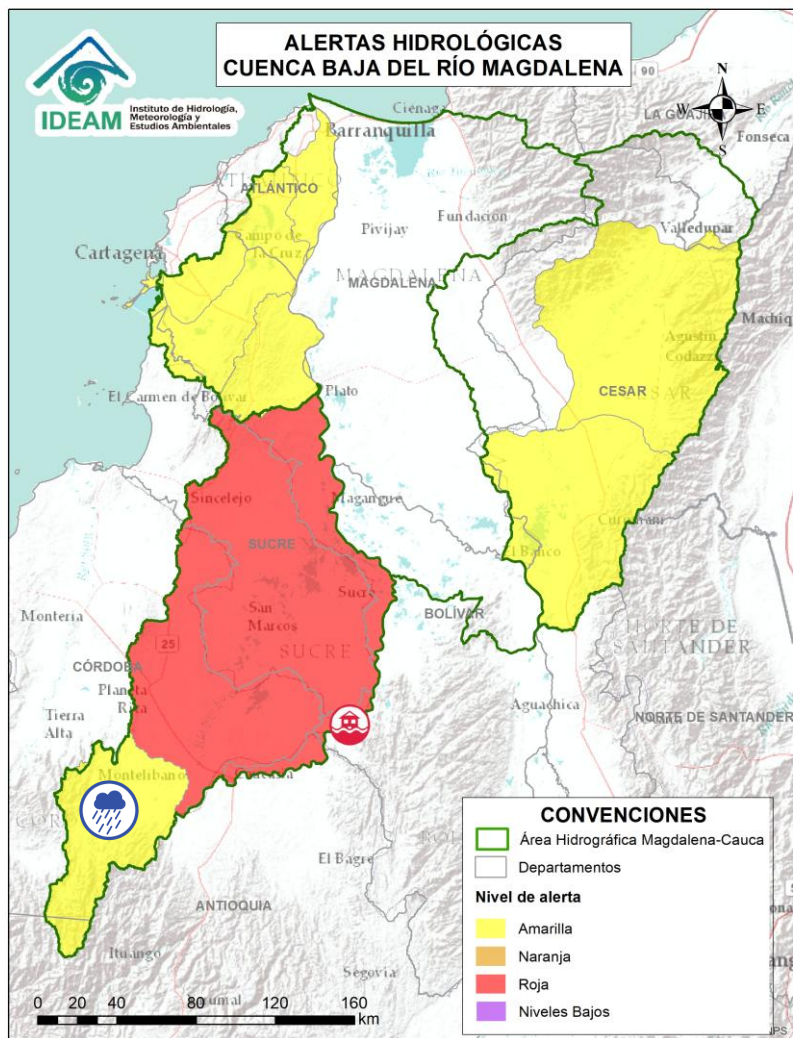 ALERTAS HIDROLÓGICAS
CUENCA BAJA DEL RÍO MAGDALENA
IDEAM
Instituto de Hidrología,
Meteorología y
Estudios Ambientales
90
N
W
E
S
Ciénaga
LA GUAJIRA
Barranquilla
Fonseca
ATLÁNTICO
Fundación
Pivijay
Valledupar
Campo de
la Cruz
Cartagena
MAGDALENA
MAGDALENA
Agustín
Codazzi
El Carmen de Bolívar
Plato
CESAR
Sincelejo
Magangue
SUCRE
El Banco
Sucre
Montería
San
Marcos
BOLÍVAR
NORTE DE
SANTANDER
25
SUCRE
CÓRDOBA
Planeta
Rica
Aguachica
Tierra
Alta
NORTE DE SANTANDER
Montelibano
Caucasia
CONVENCIONES
Área Hidrográfica Magdalena-Cauca
Departamentos
Nivel de alerta
Amarilla
Naranja
Roja
Niveles Bajos
El Bagre
ANTIOQUIA
Ituango
Segovia
0 10 20 40 80 120 160
km